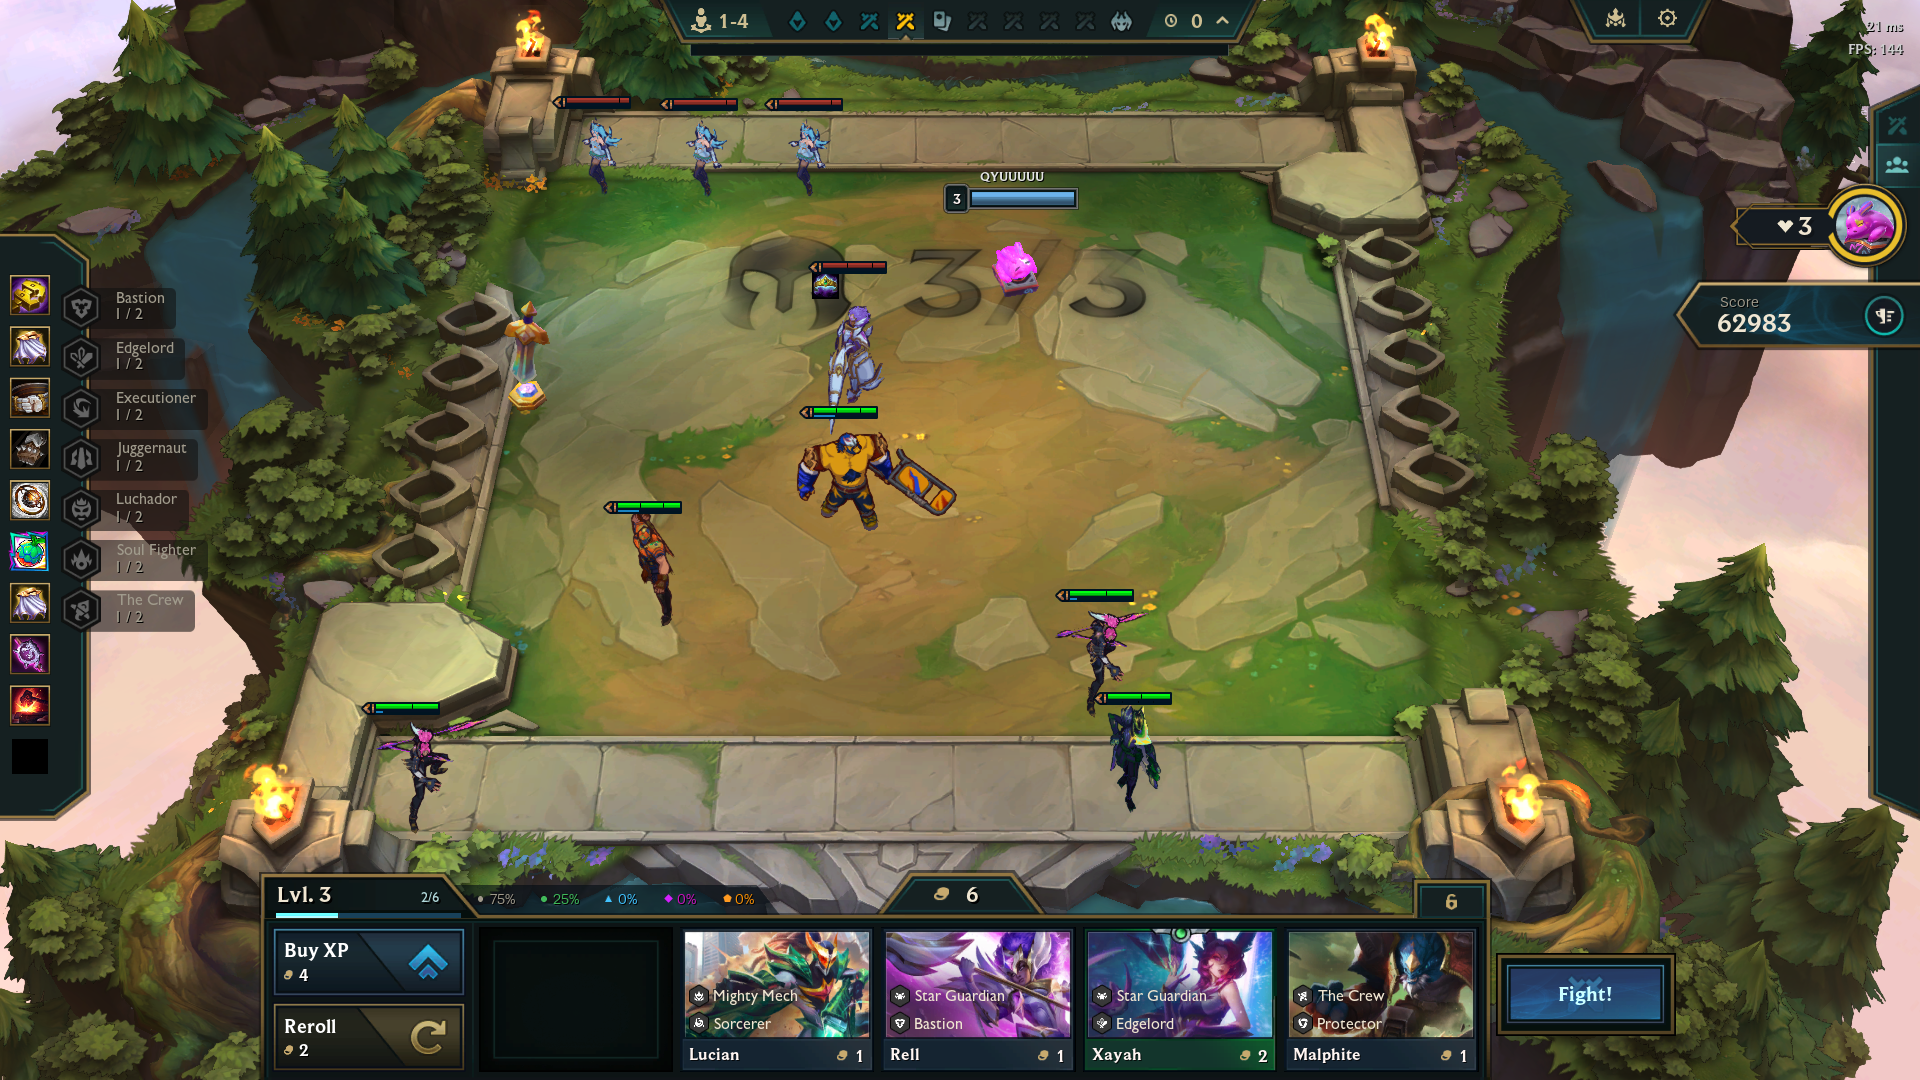 1-4
0
21 ms
FPS: 144
QYUUUUU
3
3/3
3
Score
62983
Bastion
1 / 2
Edgelord
1 / 2
Executioner
1 / 2
Juggernaut
1 / 2
Luchador
1 / 2
Soul Fighter
1 / 2
The Crew
1 / 2
Lvl. 3
2/6
75%
25%
0%
0%
0%
6
6
Buy XP
4
Reroll
2
Mighty Mech
Sorcerer
Lucian
1
Star Guardian
Bastion
Rell
1
Star Guardian
Edgelord
Xayah
2
The Crew
Protector
Malphite
1
Fight!